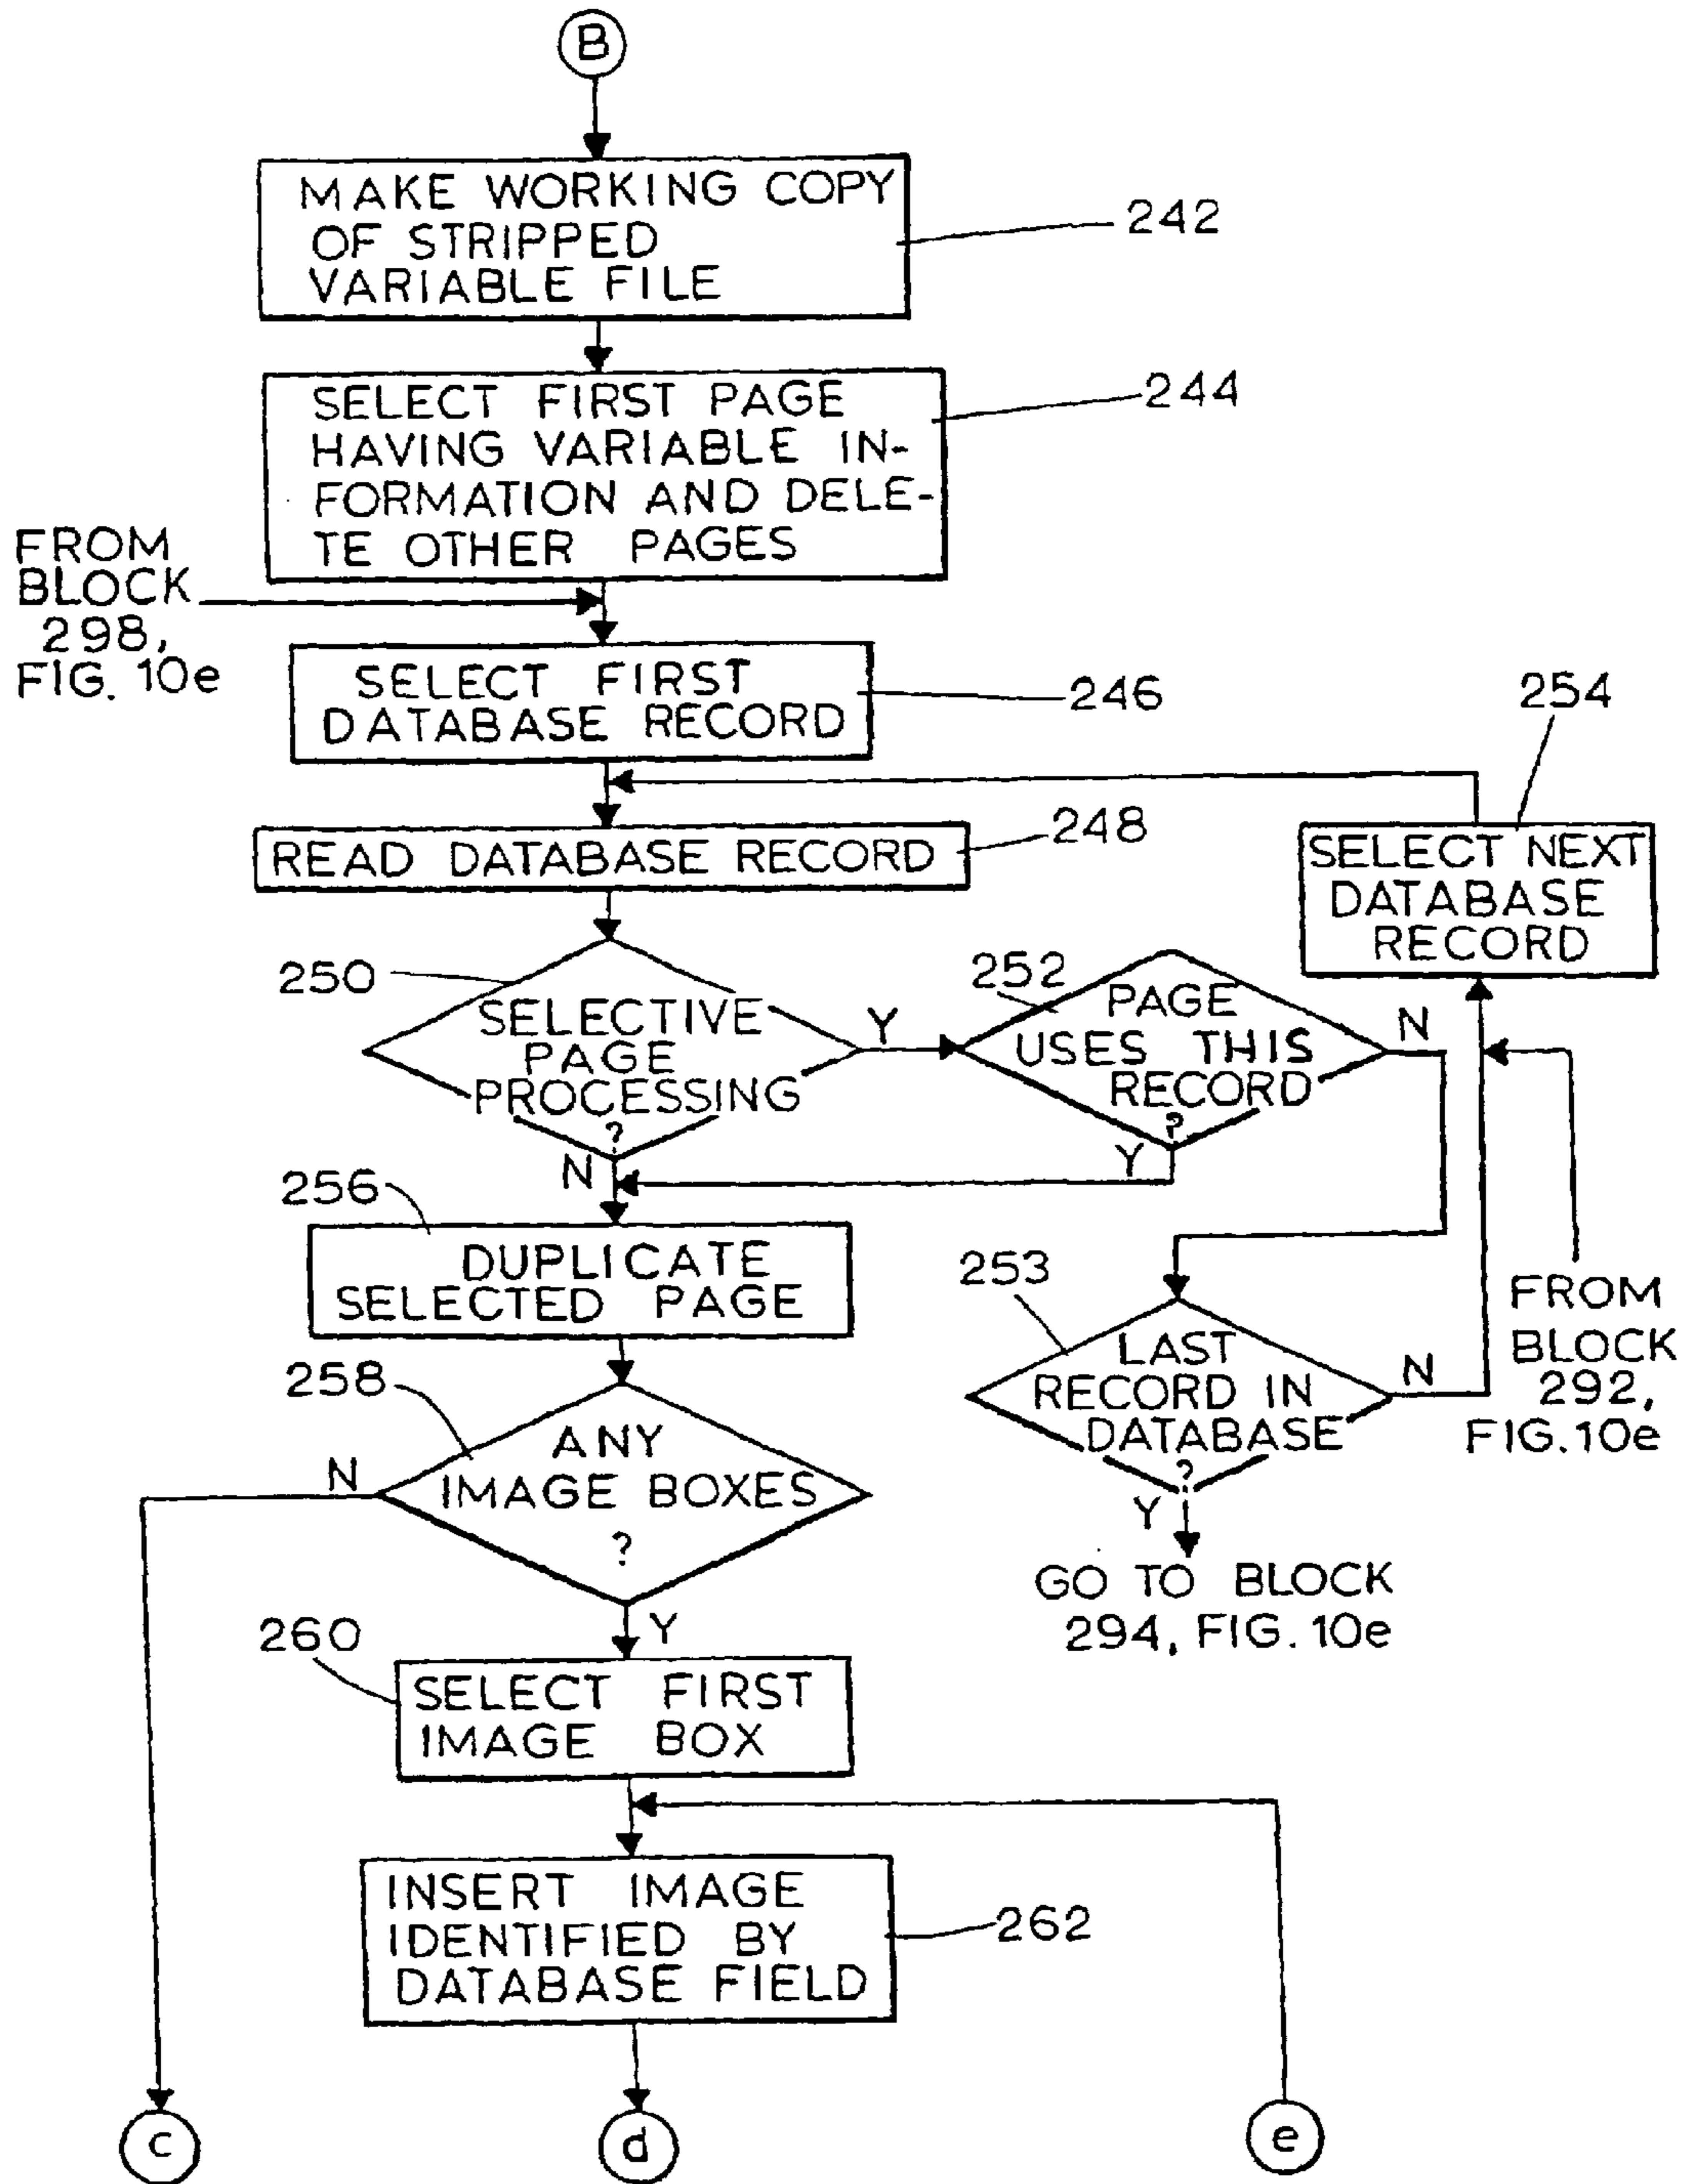 B
MAKE WORKING COPY
OF STRIPPED
VARIABLE FILE
242
SELECT FIRST PAGE
HAVING VARIABLE IN-
FORMATION AND DELE-
TE OTHER PAGES
244
FROM
BLOCK
298,
FIG. 10e
SELECT FIRST
DATABASE RECORD
246
254
READ DATABASE RECORD
248
SELECT NEXT
DATABASE
RECORD
250
SELECTIVE
PAGE
PROCESSING
?
Y
N
252
PAGE
USES THIS
RECORD
?
N
Y
256
DUPLICATE
SELECTED PAGE
253
LAST
RECORD IN
DATABASE
?
N
Y
FROM
BLOCK
292,
FIG.10e
GO TO BLOCK
294, FIG.10e
258
ANY
IMAGE BOXES
?
N
Y
260
SELECT FIRST
IMAGE BOX
INSERT IMAGE
IDENTIFIED BY
DATABASE FIELD
262
c
d
e